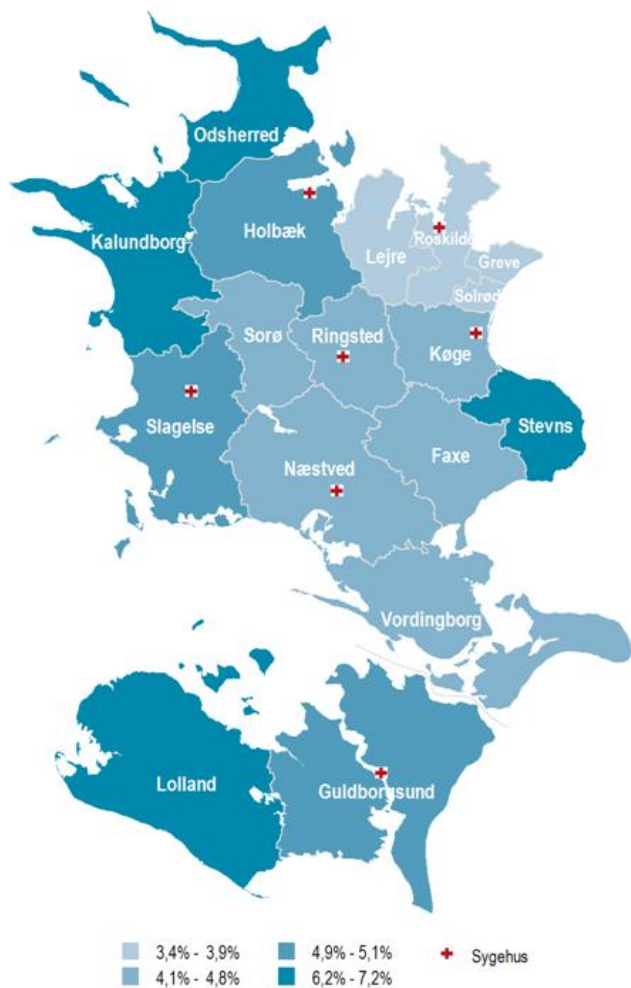 Odsherred
Kalundborg
Holbæk
Lejre
Roskilde
Greve
Solrød
Sorø
Ringsted
Køge
Slagelse
Stevns
Næstved
Faxe
Vordingborg
Lolland
Guldborgsund
3,4% - 3,9%
4,9% - 5,1%
Sygehus
4,1% - 4,8%
6,2% - 7,2%